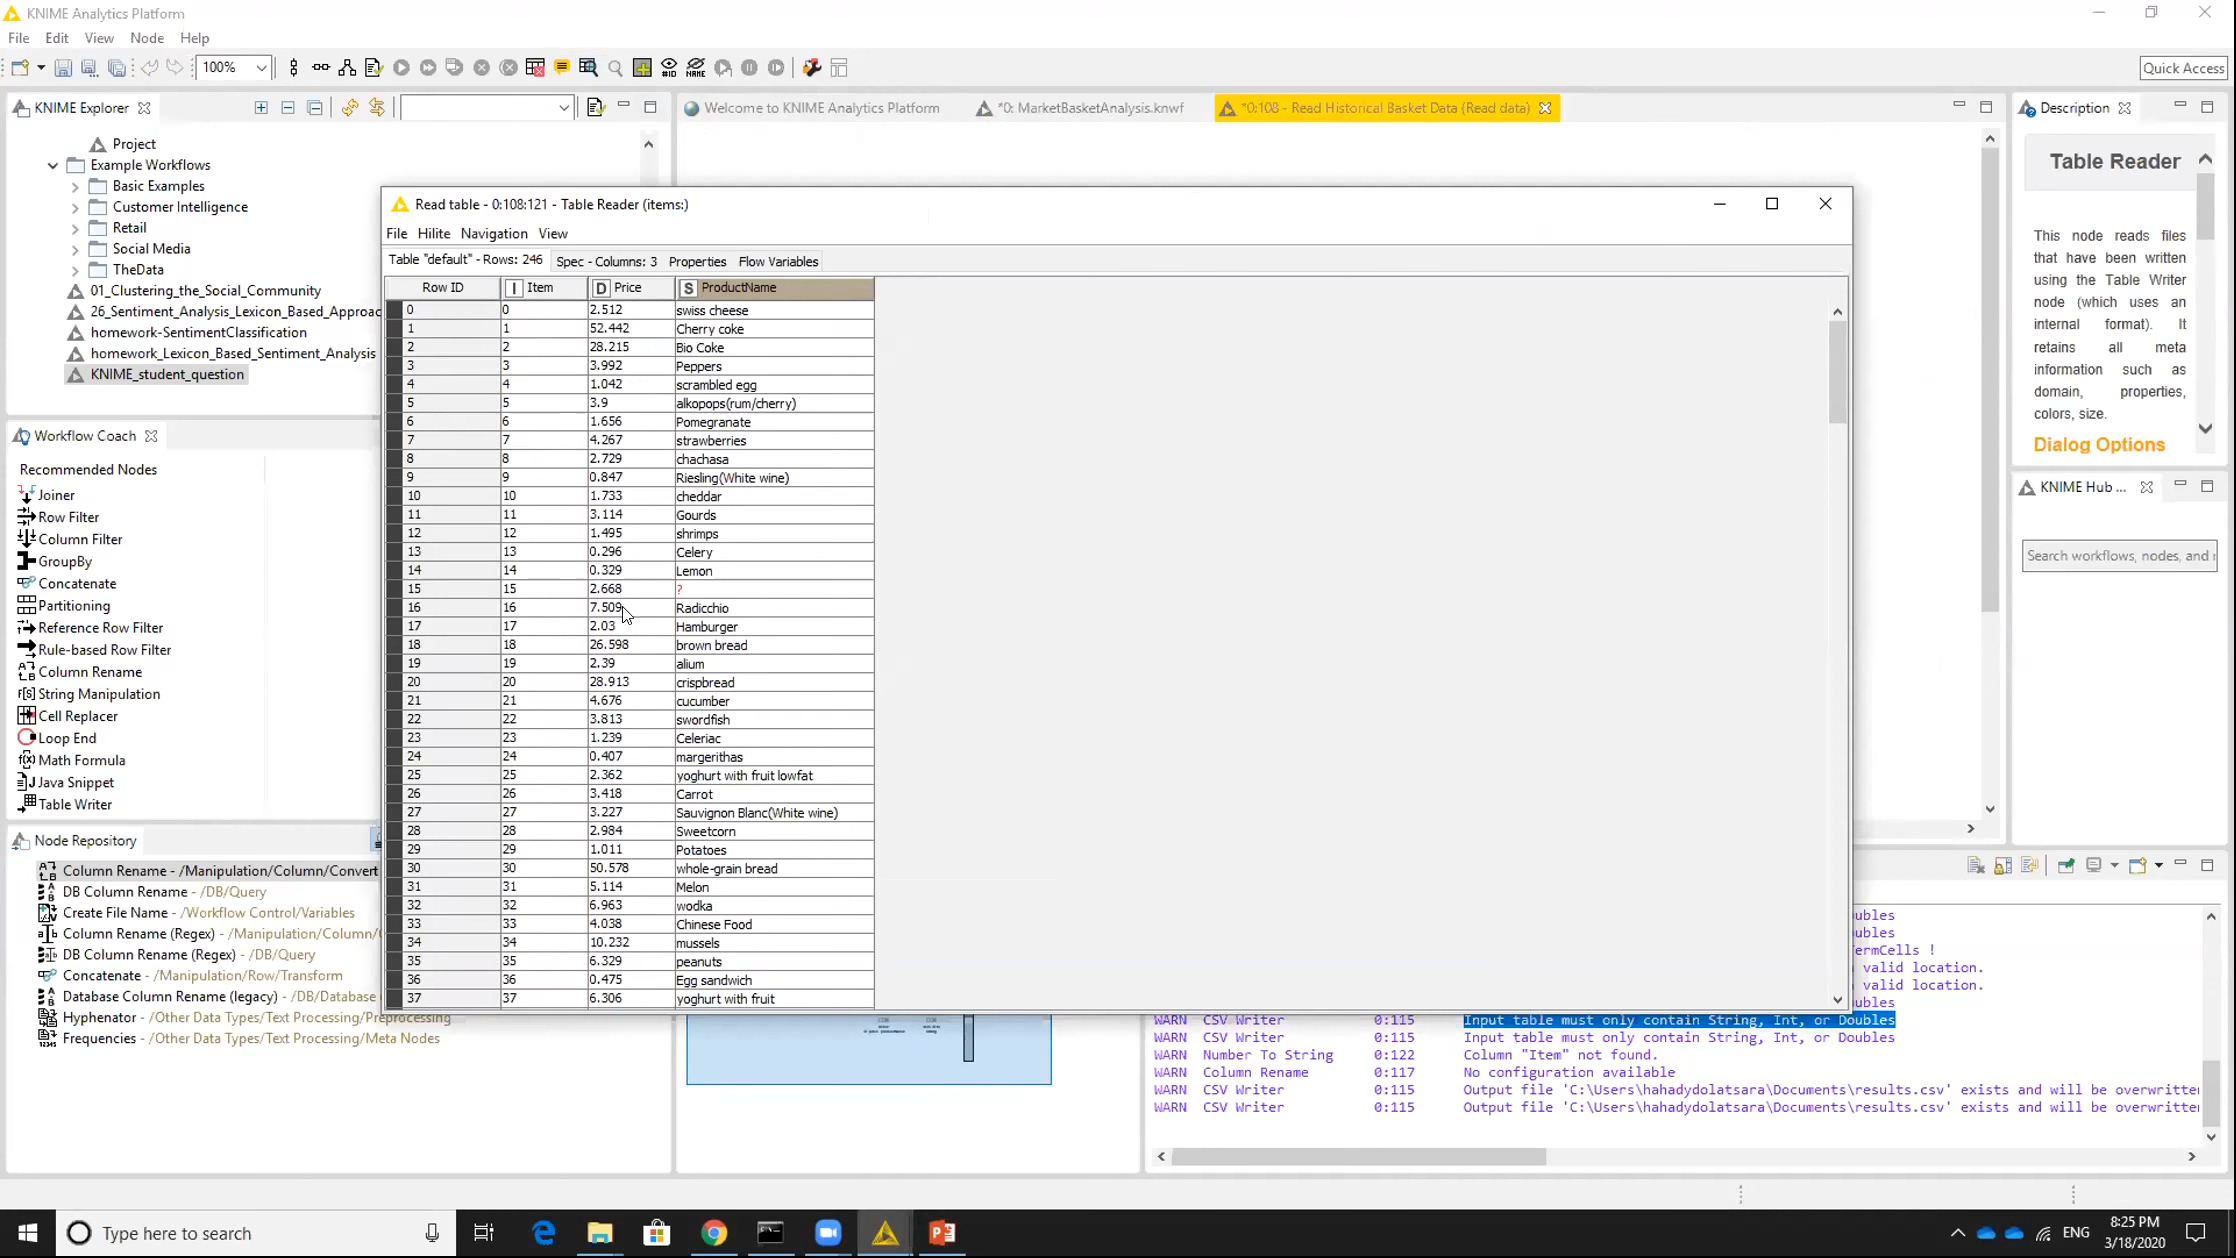 KNIME Analytics Platform
File Edit View Node Help
100%
Quick Access
KNIME Explorer
Welcome to KNIME Analytics Platform
*0: MarketBasketAnalysis.knwf
*0:108 - Read Historical Basket Data (Read data)
Description
Project
Example Workflows
Basic Examples
Customer Intelligence
Retail
Social Media
TheData
01_Clustering_the_Social_Community
26_Sentiment_Analysis_Lexicon_Based_Approac
homework-SentimentClassification
homework_Lexicon_Based_Sentiment_Analysis
KNIME_student_question
Workflow Coach
Recommended Nodes
Joiner
Row Filter
Column Filter
GroupBy
Concatenate
Partitioning
Reference Row Filter
Rule-based Row Filter
Column Rename
String Manipulation
Cell Replacer
Loop End
Math Formula
Java Snippet
Table Writer
Node Repository
Column Rename - /Manipulation/Column/Convert
DB Column Rename - /DB/Query
Create File Name - /Workflow Control/Variables
Column Rename (Regex) - /Manipulation/Column/C
DB Column Rename (Regex) - /DB/Query
Concatenate - /Manipulation/Row/Transform
Database Column Rename (legacy) - /DB/Database
Hyphenator - /Other Data Types/Text Processing/Preprocessing
Frequencies - /Other Data Types/Text Processing/Meta Nodes
Read table - 0:108:121 - Table Reader (items:)
File Hilite Navigation View
Table "default" - Rows: 246 Spec - Columns: 3 Properties Flow Variables
Row ID I Item D Price S ProductName
0 0 2.512 swiss cheese
1 1 52.442 Cherry coke
2 2 28.215 Bio Coke
3 3 3.992 Peppers
4 4 1.042 scrambled egg
5 5 3.9 alkopops(rum/cherry)
6 6 1.656 Pomegranate
7 7 4.267 strawberries
8 8 2.729 chachasa
9 9 0.847 Riesling(White wine)
10 10 1.733 cheddar
11 11 3.114 Gourds
12 12 1.495 shrimps
13 13 0.296 Celery
14 14 0.329 Lemon
15 15 2.668 ?
16 16 7.509 Radicchio
17 17 2.03 Hamburger
18 18 26.598 brown bread
19 19 2.39 alium
20 20 28.913 crispbread
21 21 4.676 cucumber
22 22 3.813 swordfish
23 23 1.239 Celeriac
24 24 0.407 margerithas
25 25 2.362 yoghurt with fruit lowfat
26 26 3.418 Carrot
27 27 3.227 Sauvignon Blanc(White wine)
28 28 2.984 Sweetcorn
29 29 1.011 Potatoes
30 30 50.578 whole-grain bread
31 31 5.114 Melon
32 32 6.963 wodka
33 33 4.038 Chinese Food
34 34 10.232 mussels
35 35 6.329 peanuts
36 36 0.475 Egg sandwich
37 37 6.306 yoghurt with fruit
Table Reader
This node reads files
that have been written
using the Table Writer
node (which uses an
internal format). It
retains all meta
information such as
domain, properties,
colors, size.
Dialog Options
KNIME Hub ...
Search workflows, nodes, and
ubles
ubles
ermCells !
valid location.
valid location.
ubles
WARN CSV Writer 0:115 Input table must only contain String, Int, or Doubles
WARN CSV Writer 0:115 Input table must only contain String, Int, or Doubles
WARN Number To String 0:122 Column "Item" not found.
WARN Column Rename 0:117 No configuration available
WARN CSV Writer 0:115 Output file 'C:\Users\hahadydolatsara\Documents\results.csv' exists and will be overwritte
WARN CSV Writer 0:115 Output file 'C:\Users\hahadydolatsara\Documents\results.csv' exists and will be overwritte
Type here to search
ENG
8:25 PM
3/18/2020